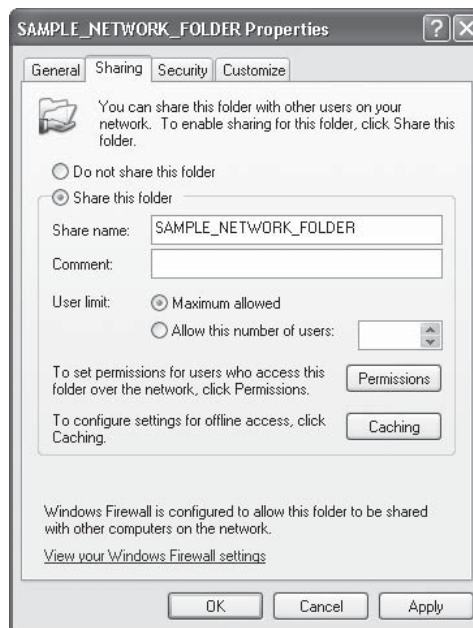 SAMPLE_NETWORK_FOLDER Properties
General Sharing Security Customize
You can share this folder with other users on your
network. To enable sharing for this folder, click Share this
folder.
Do not share this folder
Share this folder
Share name: SAMPLE_NETWORK_FOLDER
Comment:
User limit: Maximum allowed
Allow this number of users:
To set permissions for users who access this
folder over the network, click Permissions.
Permissions
To configure settings for offline access, click
Caching.
Caching
Windows Firewall is configured to allow this folder to be shared
with other computers on the network.
View your Windows Firewall settings
OK Cancel Apply